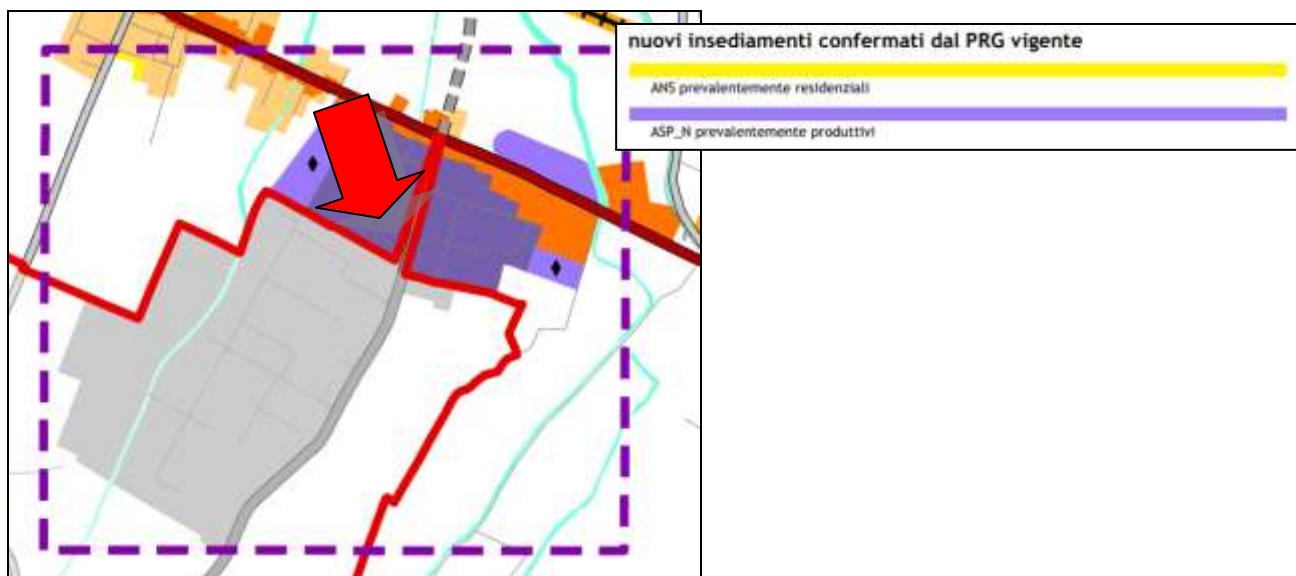 nuovi insediamenti confermati dal PRG vigente
ANS prevalentemente residenziali
ASP_N prevalentemente produttivi